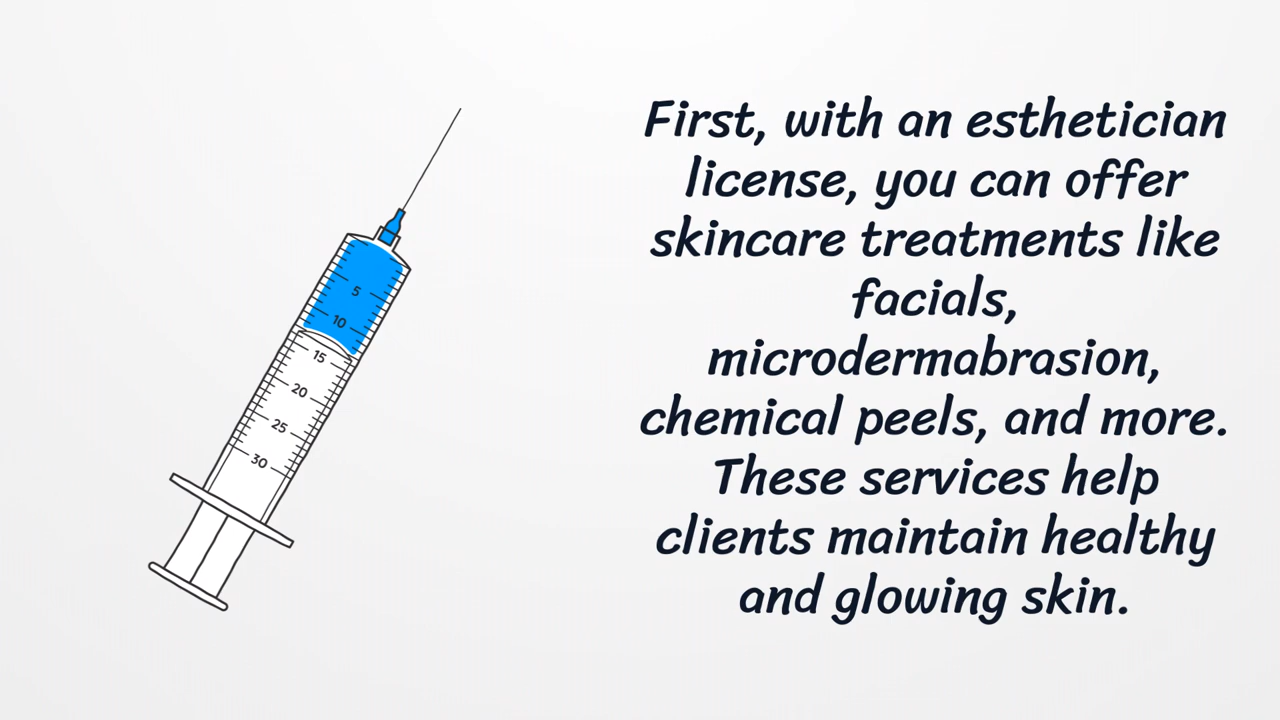 First, with an esthetician
license, you can offer
skincare treatments like
facials,
microdermabrasion,
chemical peels, and more.
These services help
clients maintain healthy
and glowing skin.
5
10
15
20
25
30